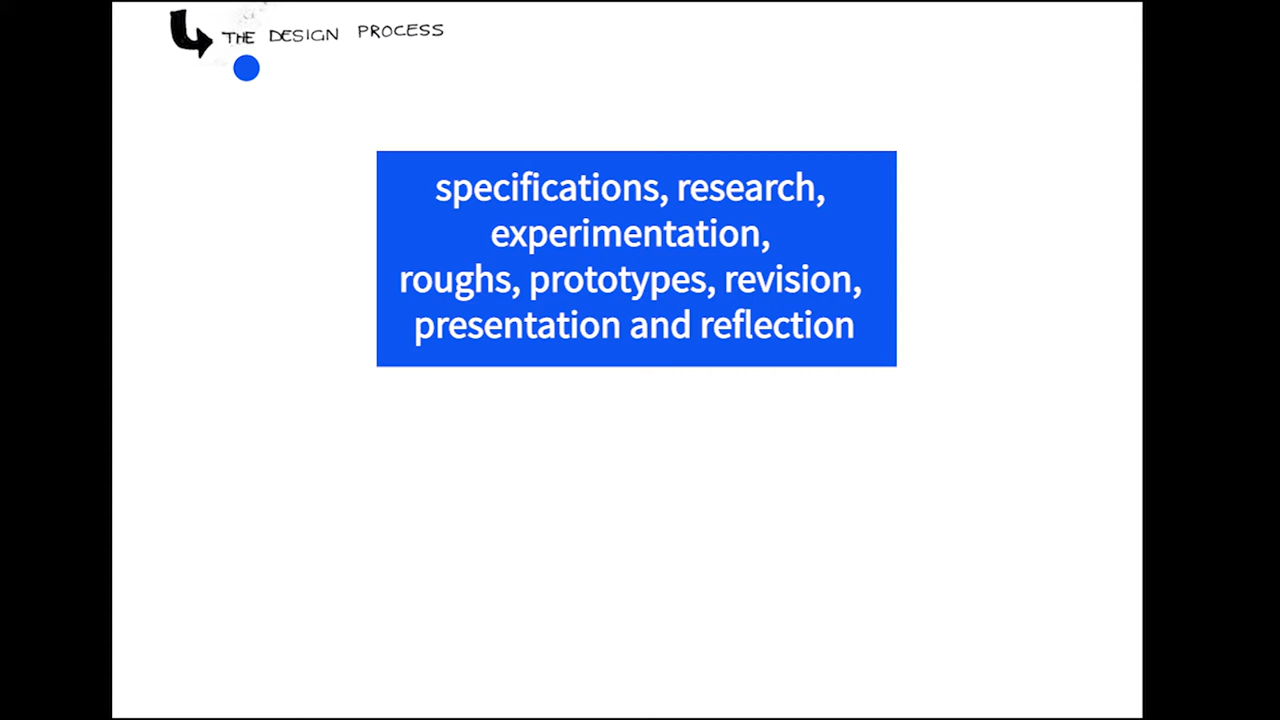 THE DESIGN PROCESS
specifications, research,
experimentation,
roughs, prototypes, revision,
presentation and reflection